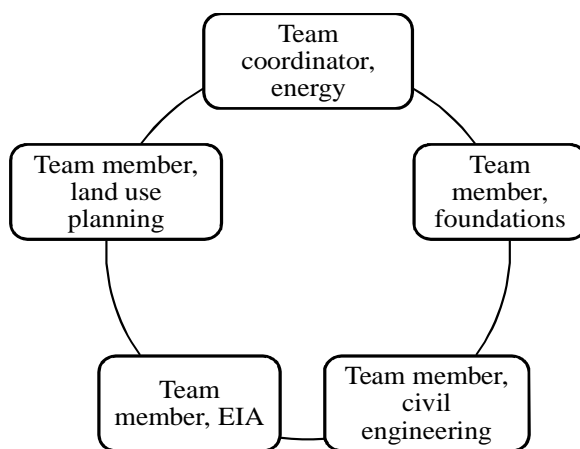 Team
coordinator,
energy
Team member,
land use
planning
Team
member,
foundations
Team
member, EIA
Team member,
civil
engineering